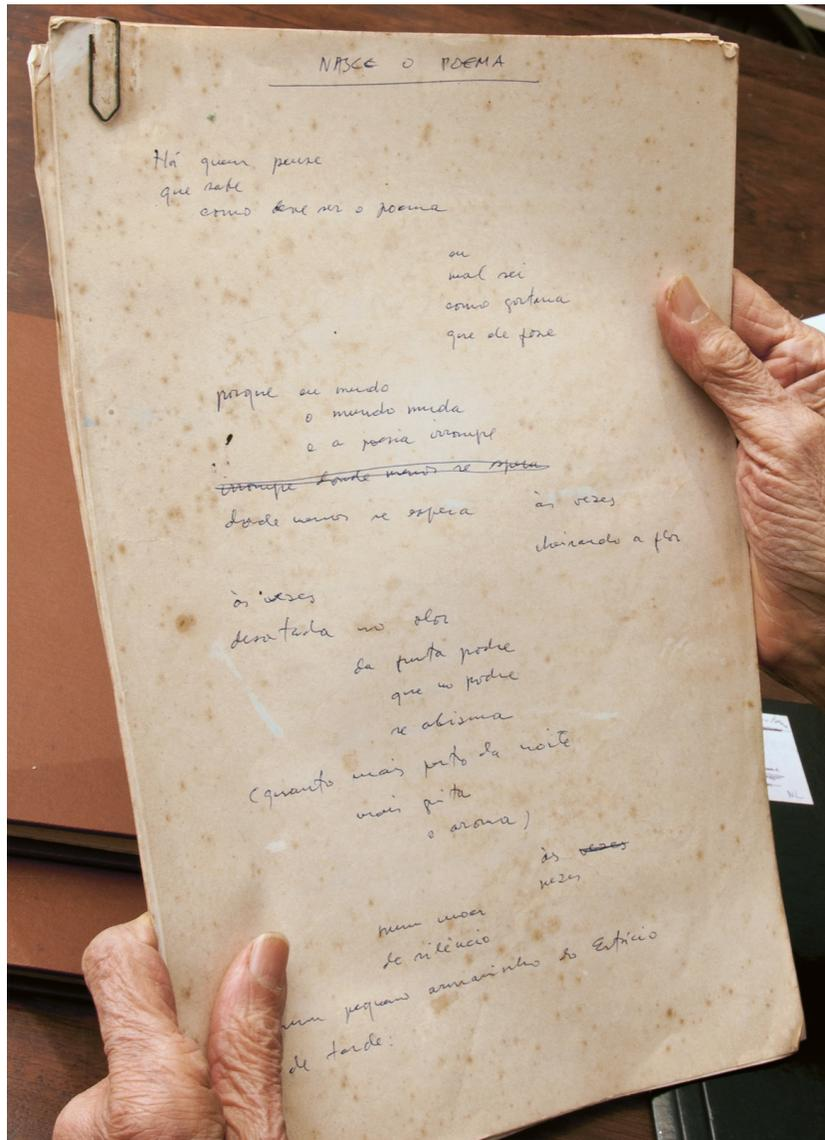 NASCE O POEMA
Há quem pense
que sabe
como deve ser o poema
eu
mal sei
como gostaria
que ele fosse
porque eu mudo
o mundo muda
e a poesia irrompe
irrompe donde menos se espera
donde menos se espera
às vezes
cheirando a flor
às vezes
desatada no olor
da fruta podre
que no podre
se abisma
(quanto mais perto da noite
mais grita
o aroma)
às vezes
vezes
num moer
de silêncio
num pequeno armarinho do Estácio
de tarde: